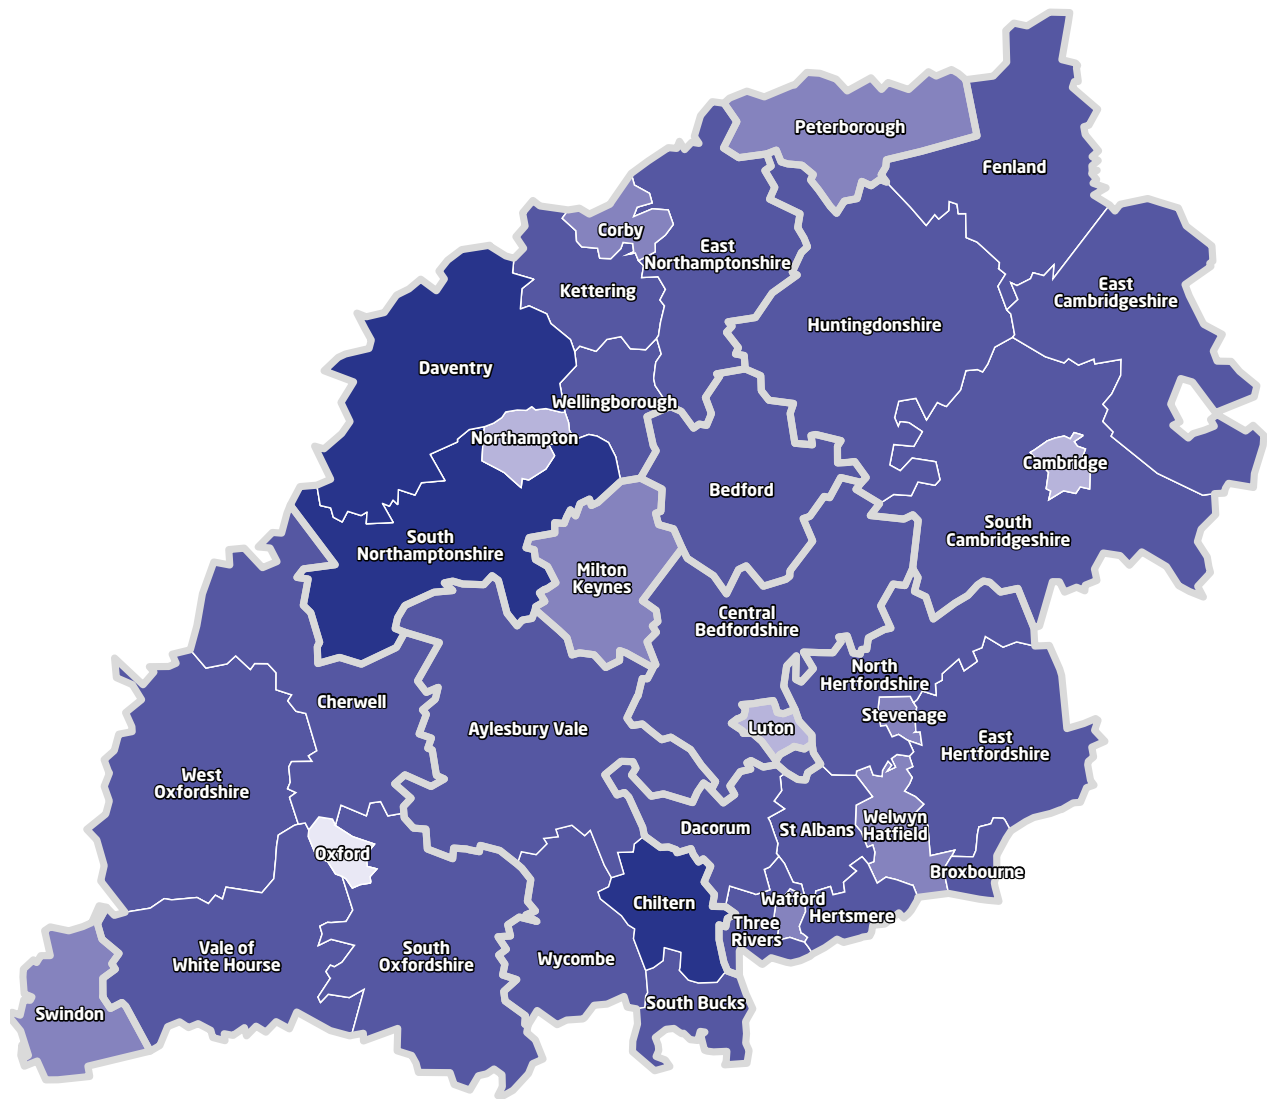 Peterborough
Fenland
Corby
East
Northamptonshire
Kettering
East
Cambridgeshire
Huntingdonshire
Daventry
Wellingborough
Northampton
Cambridge
Bedford
South
Cambridgeshire
South
Northamptonshire
Milton
Keynes
Central
Bedfordshire
North
Hertfordshire
Cherwell
Stevenage
Aylesbury Vale
Luton
East
Hertfordshire
West
Oxfordshire
Dacorum
St Albans
Welwyn
Hatfield
Oxford
Broxbourne
Chiltern
Watford
Hertsmere
Three
Rivers
Vale of
White Hourse
South
Oxfordshire
Wycombe
South Bucks
Swindon